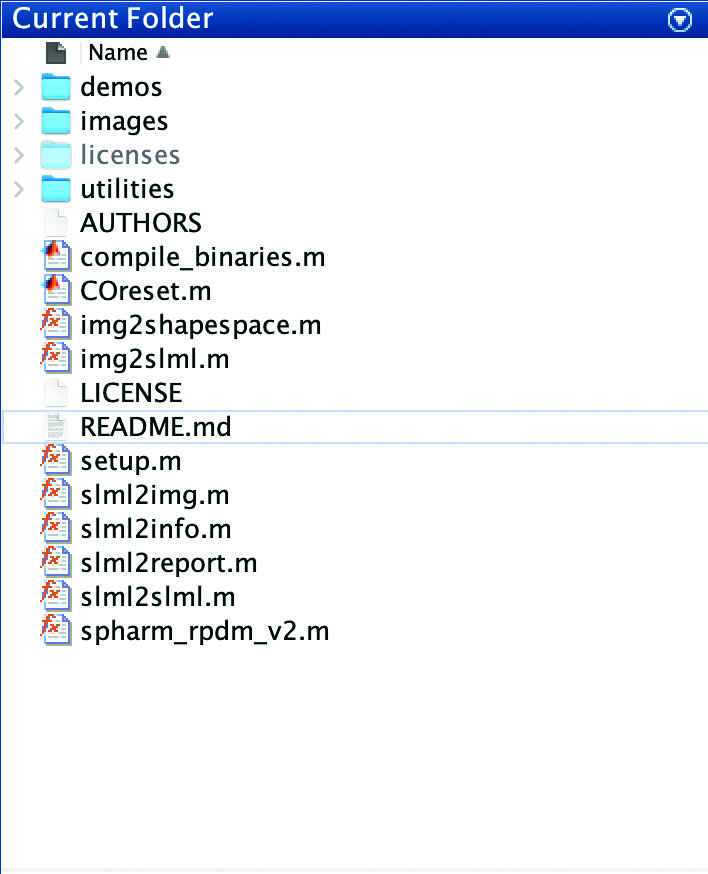 Current Folder
Name
demos
images
licenses
utilities
AUTHORS
compile_binaries.m
COreset.m
img2shapespace.m
img2slml.m
LICENSE
README.md
setup.m
slml2img.m
slml2info.m
slml2report.m
slml2slml.m
spharm_rpdm_v2.m